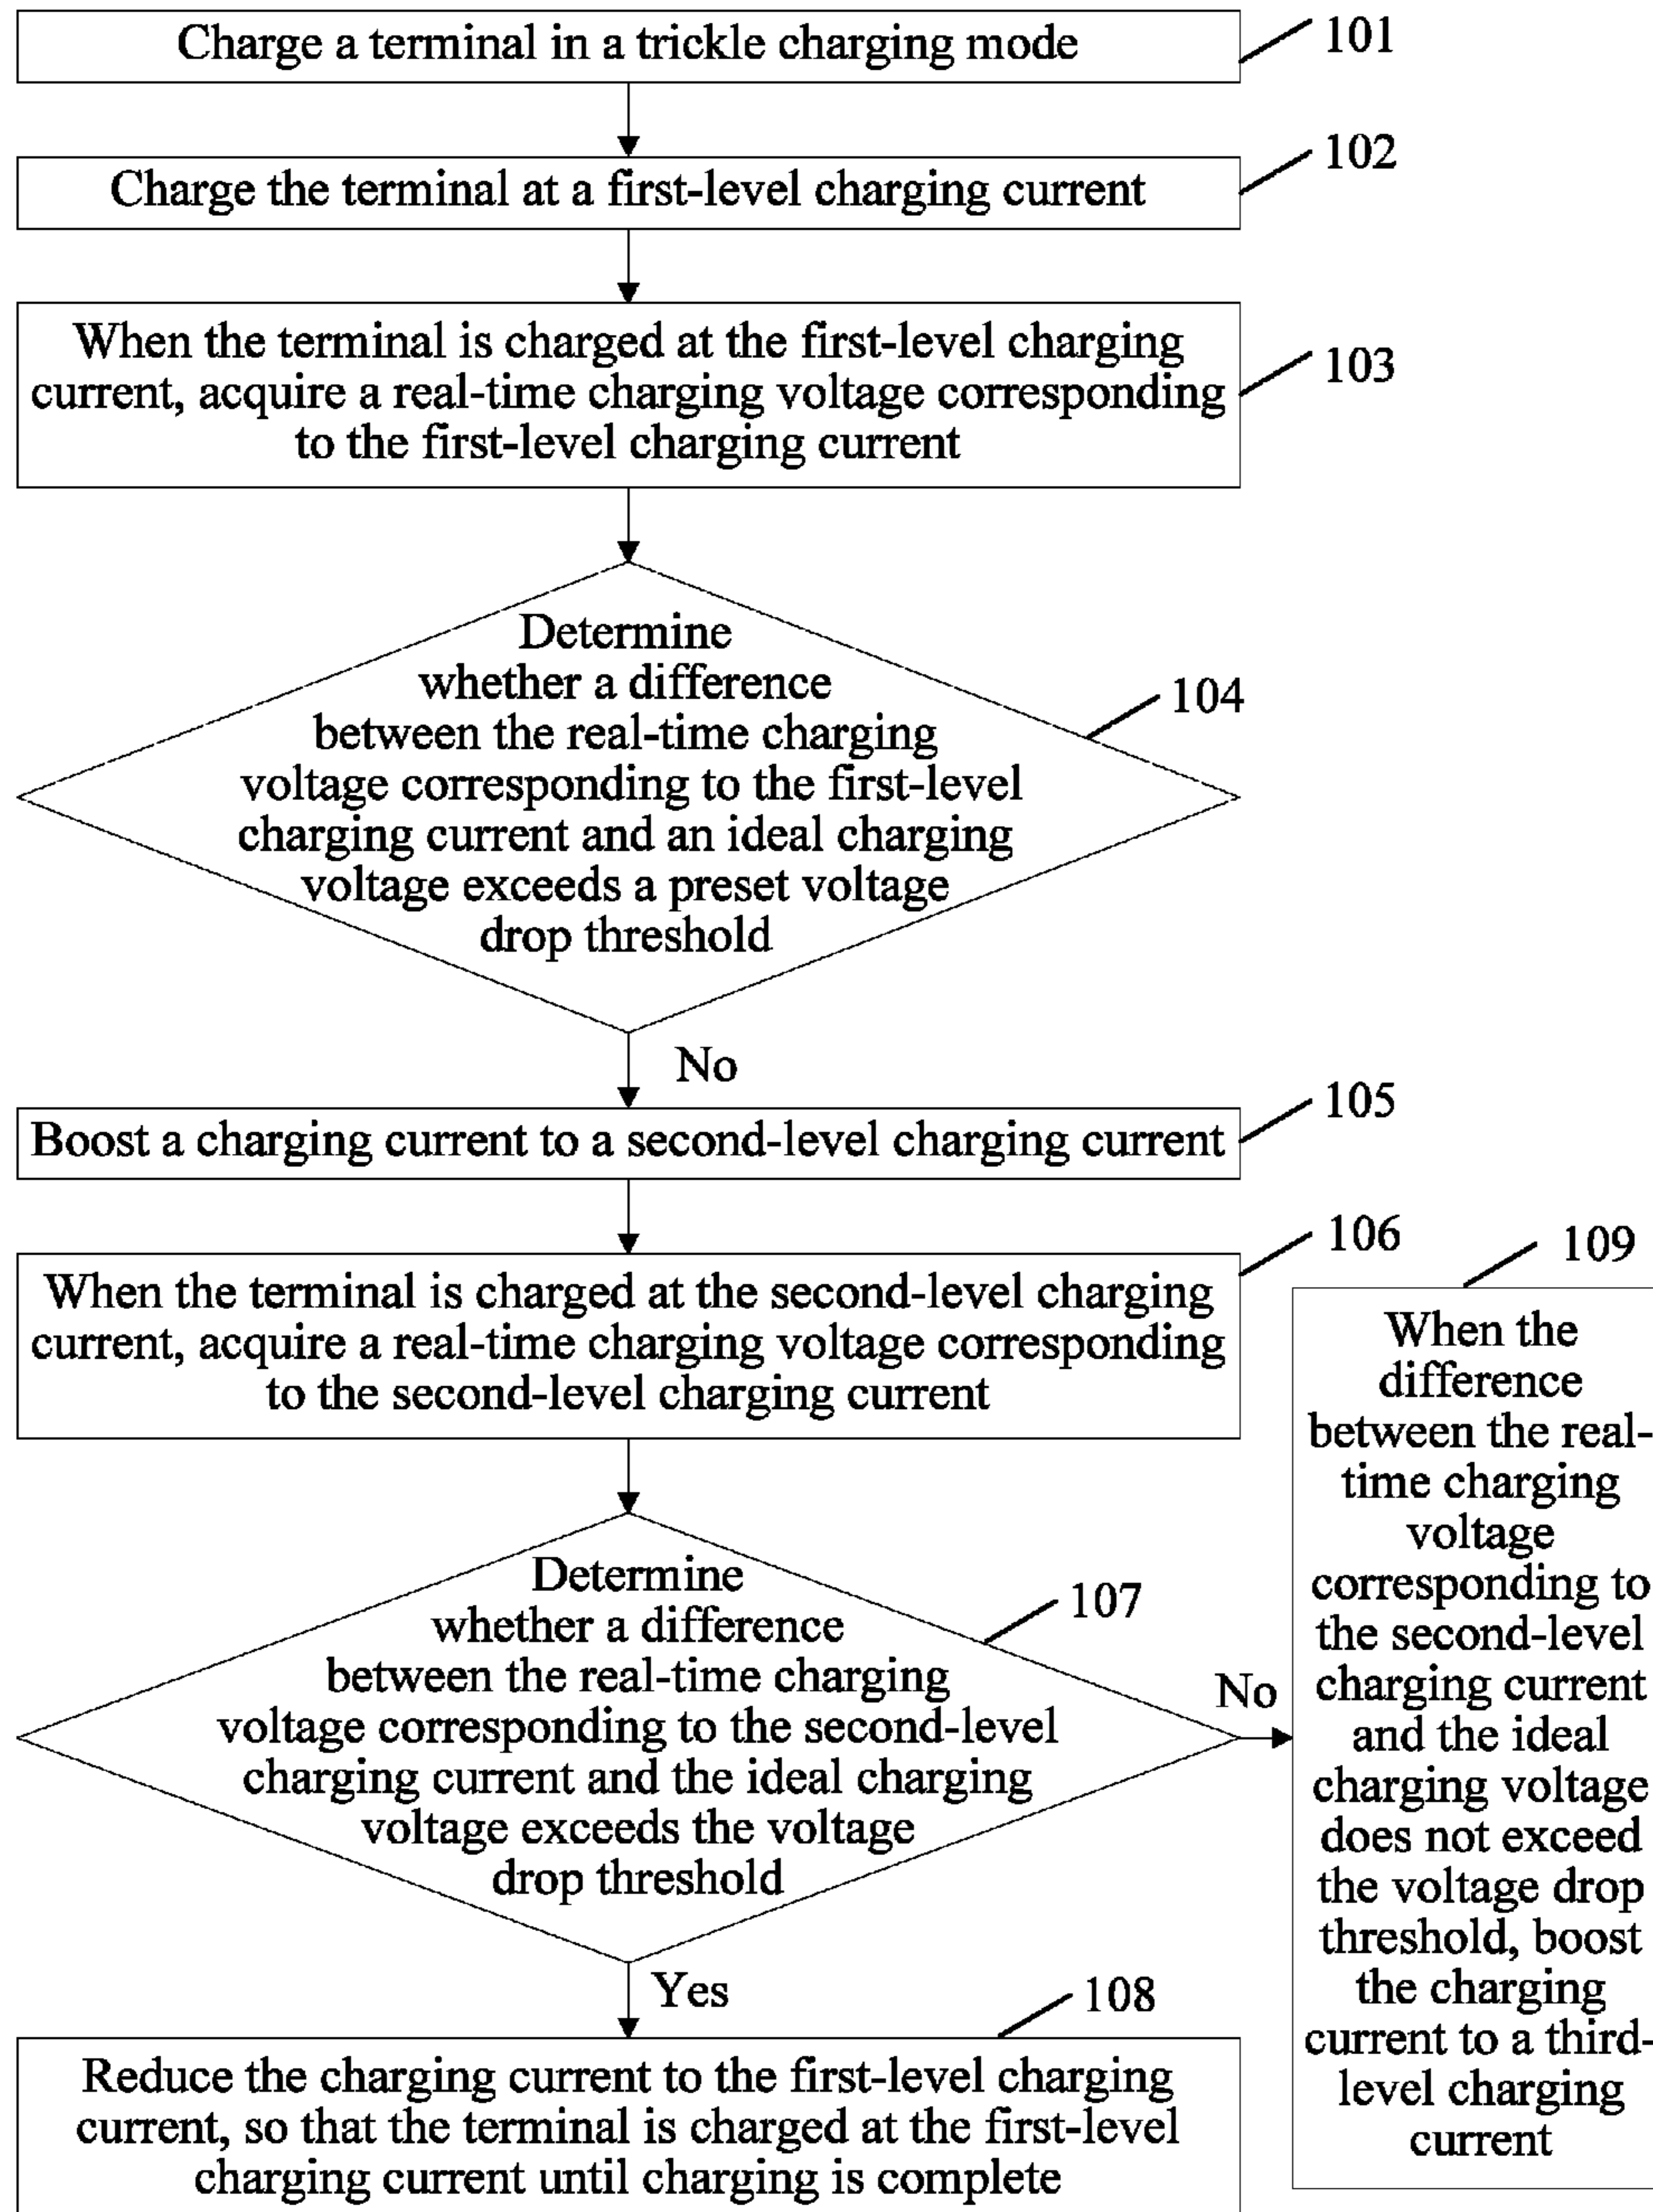 Charge a terminal in a trickle charging mode
101
Charge the terminal at a first-level charging current
102
When the terminal is charged at the first-level charging
current, acquire a real-time charging voltage corresponding
to the first-level charging current
103
Determine
whether a difference
between the real-time charging
voltage corresponding to the first-level
charging current and an ideal charging
voltage exceeds a preset voltage
drop threshold
104
No
Boost a charging current to a second-level charging current
105
When the terminal is charged at the second-level charging
current, acquire a real-time charging voltage corresponding
to the second-level charging current
106
Determine
whether a difference
between the real-time charging
voltage corresponding to the second-level
charging current and the ideal charging
voltage exceeds the voltage
drop threshold
107
No
109
When the
difference
between the real-
time charging
voltage
corresponding to
the second-level
charging current
and the ideal
charging voltage
does not exceed
the voltage drop
threshold, boost
the charging
current to a third-
level charging
current
Yes
108
Reduce the charging current to the first-level charging
current, so that the terminal is charged at the first-level
charging current until charging is complete